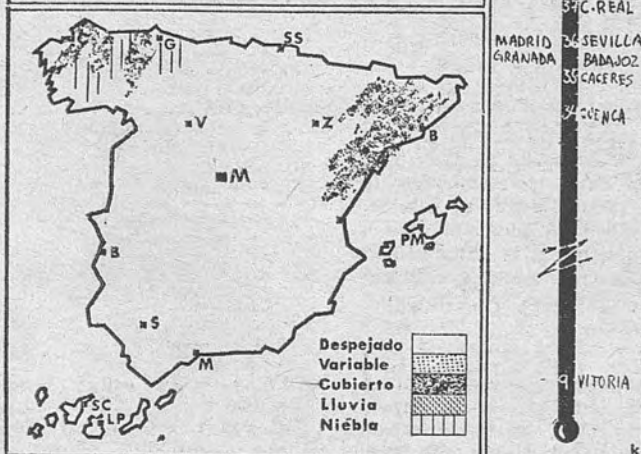 G
SS
V
Z
B
M
B
PM
S
M
SC
LP
Despejado
Variable
Cubierto
Lluvia
Niebla
37 C.REAL
MADRID 36 SEVILLA
GRANADA BADAJOZ
35 CACERES
34 CUENCA
9 VITORIA
k